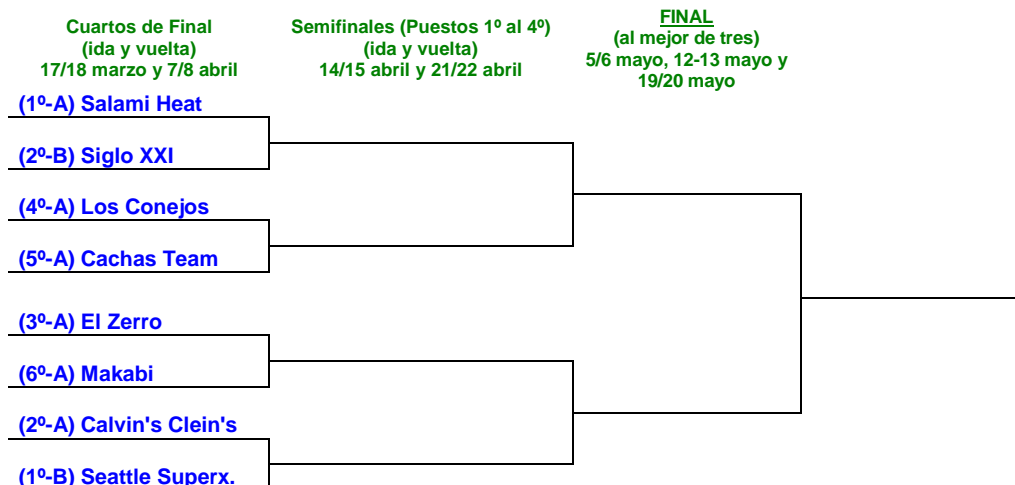 Cuartos de Final
(ida y vuelta)
17/18 marzo y 7/8 abril
Semifinales (Puestos 1º al 4º)
(ida y vuelta)
14/15 abril y 21/22 abril
FINAL
(al mejor de tres)
5/6 mayo, 12-13 mayo y
19/20 mayo
(1º-A) Salami Heat
(2º-B) Siglo XXI
(4º-A) Los Conejos
(5º-A) Cachas Team
(3º-A) El Zerro
(6º-A) Makabi
(2º-A) Calvin's Clein's
(1º-B) Seattle Superx.